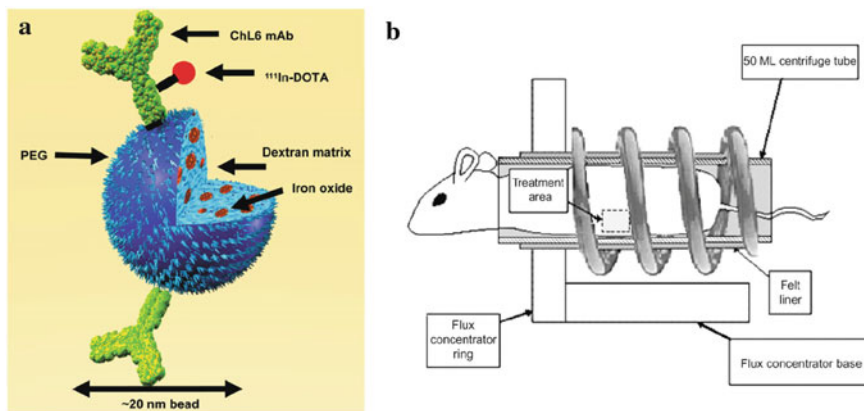 a
ChL6 mAb
¹¹¹In-DOTA
PEG
Dextran matrix
Iron oxide
~20 nm bead
b
50 ML centrifuge tube
Treatment
area
Felt
liner
Flux
concentrator
ring
Flux concentrator base